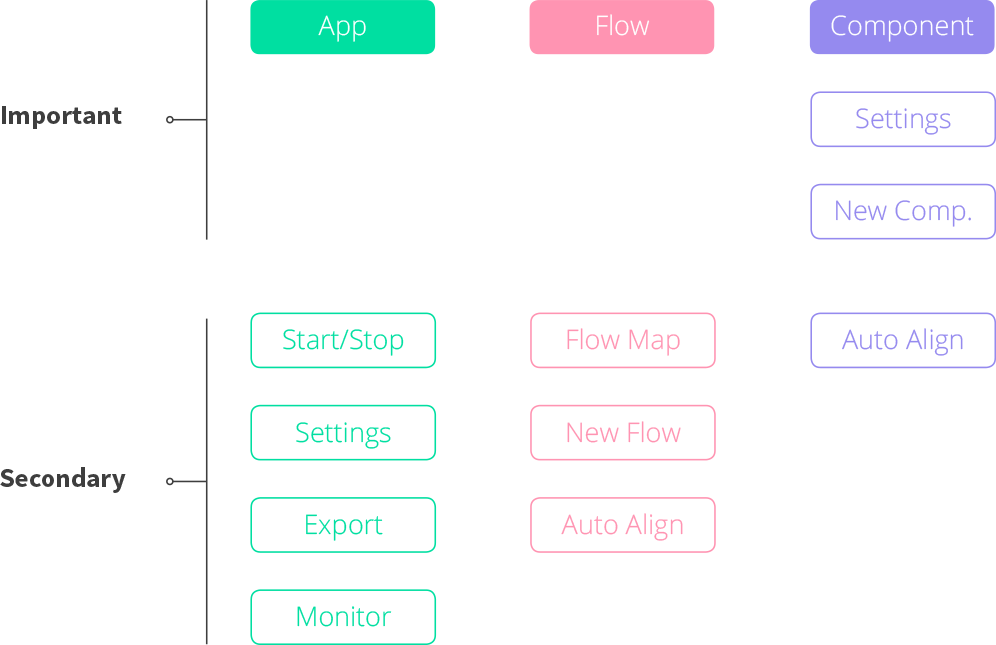 App Flow Component
Important
Settings
New Comp.
Start/Stop Flow Map Auto Align
Settings New Flow
Secondary
Export Auto Align
Monitor